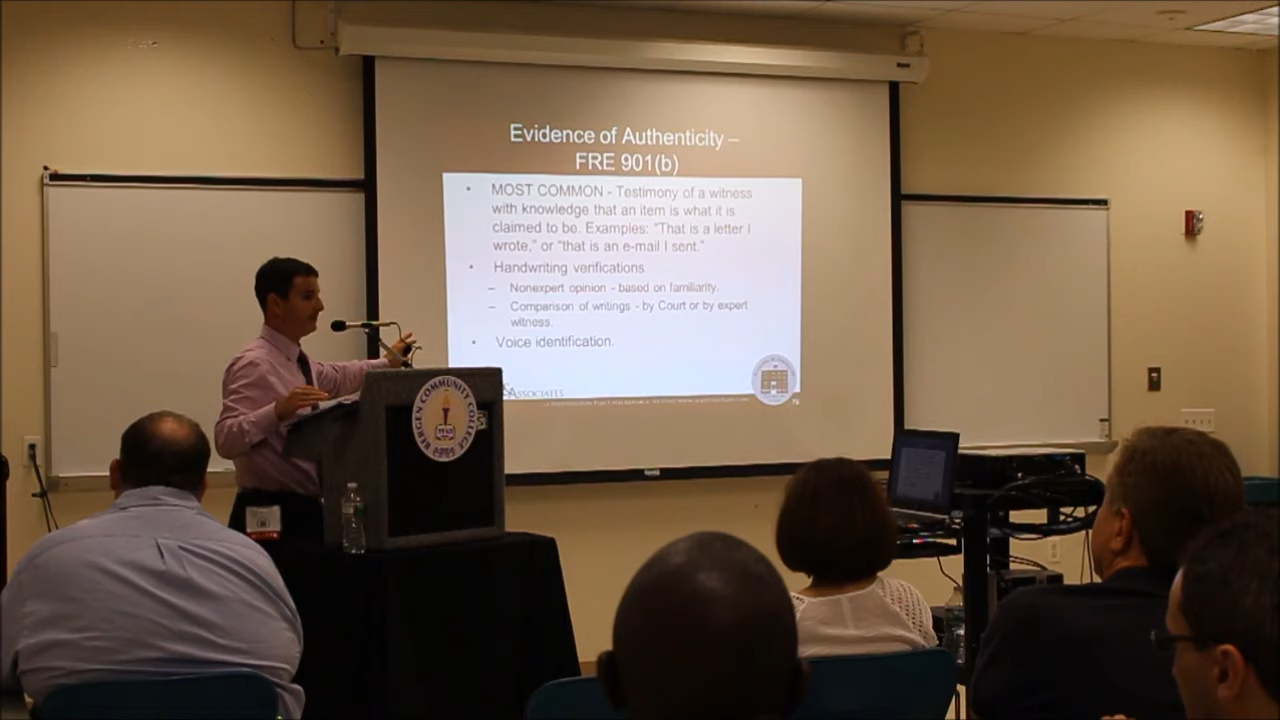 Evidence of Authenticity –
FRE 901(b)
• MOST COMMON - Testimony of a witness
with knowledge that an item is what it is
claimed to be. Examples: “That is a letter I
wrote,” or “that is an e-mail I sent.”
• Handwriting verifications
– Nonexpert opinion - based on familiarity.
– Comparison of writings - by Court or by expert
witness.
• Voice identification.
& ASSOCIATES
BERGEN COMMUNITY COLLEGE